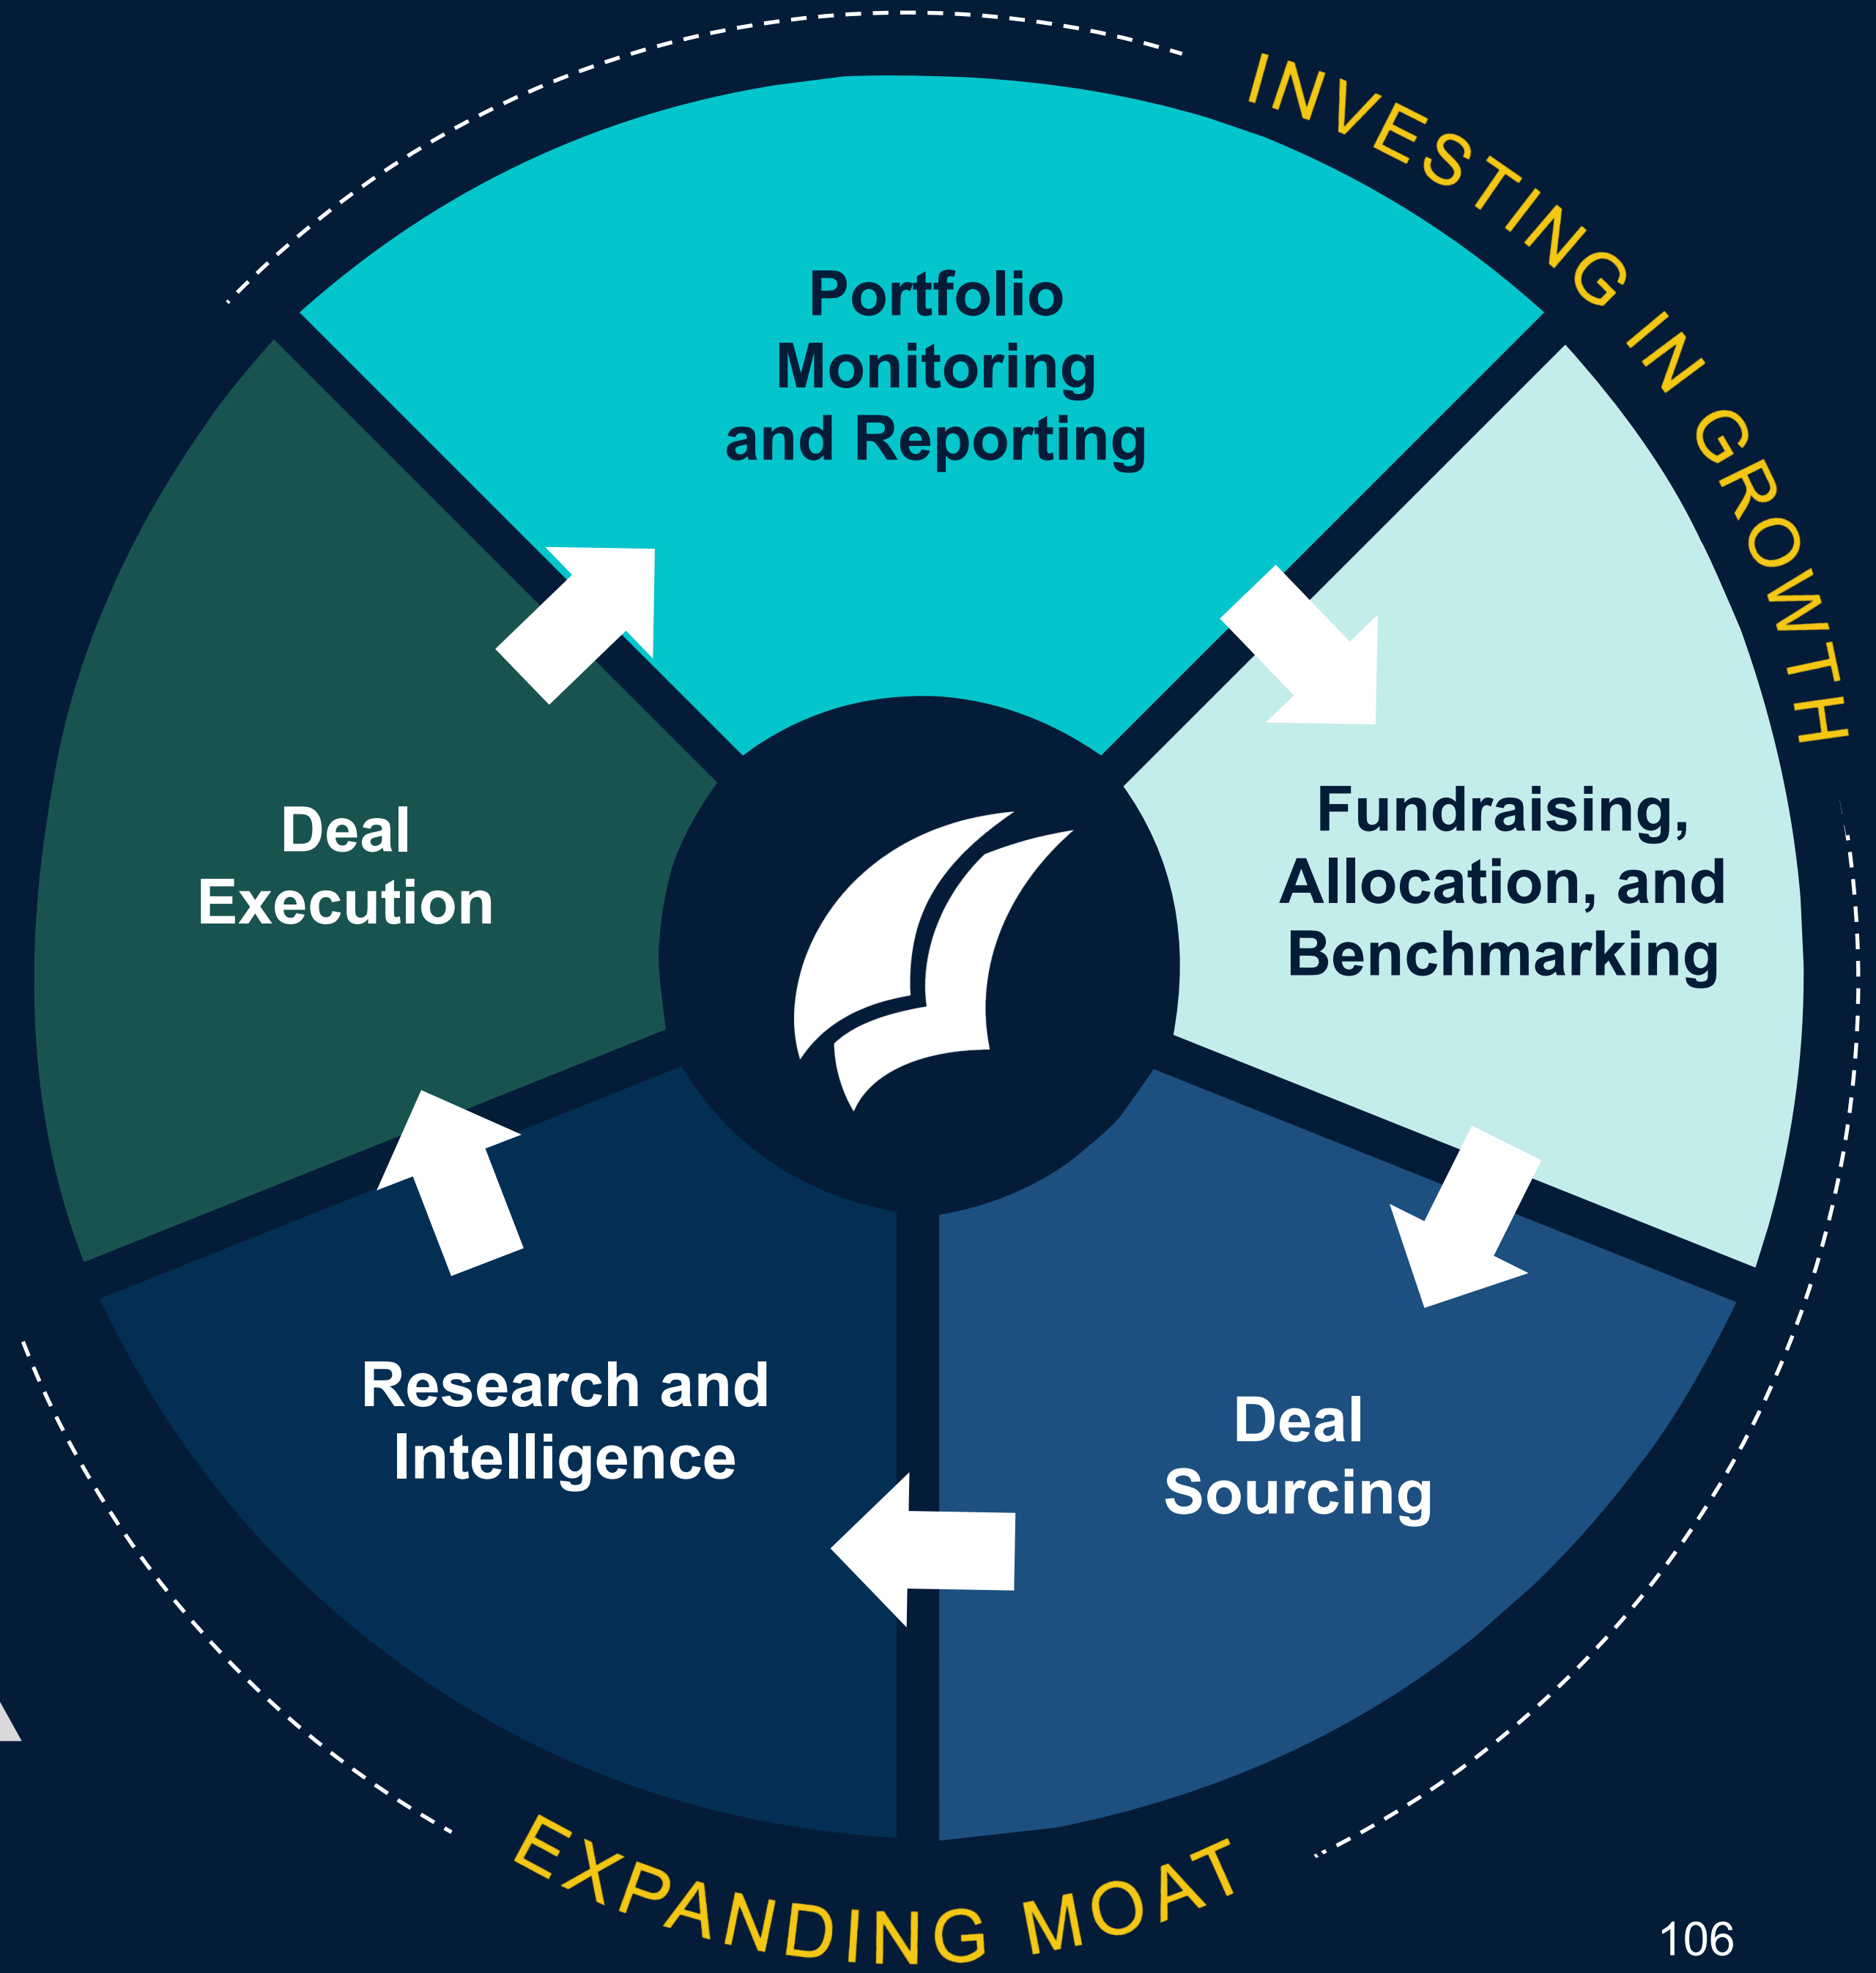 INVESTING IN GROWTH
Portfolio
Monitoring
and Reporting
Fundraising,
Allocation, and
Benchmarking
Deal
Execution
Research and
Intelligence
Deal
Sourcing
EXPANDING MOAT
106